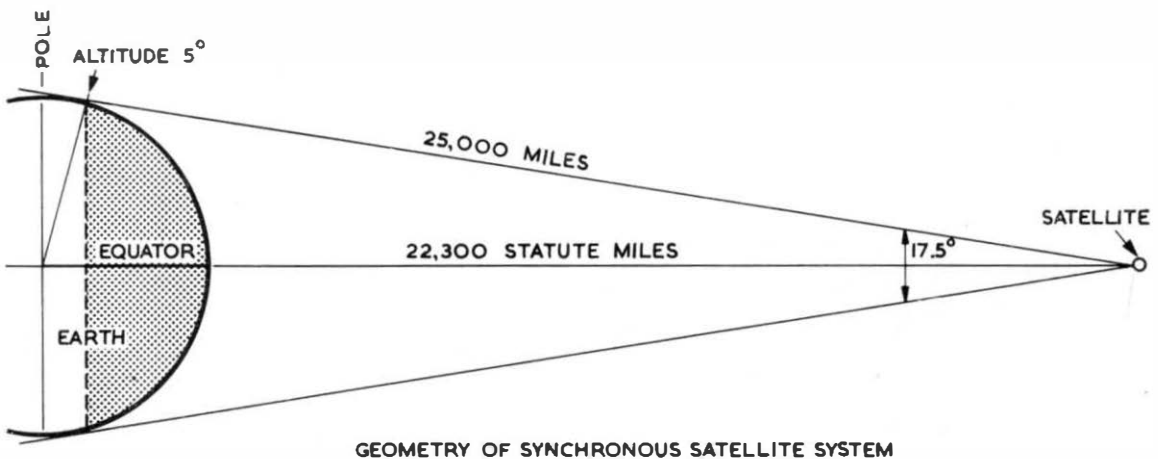 POLE
ALTITUDE 5°
25,000 MILES
SATELLITE
EQUATOR
22,300 STATUTE MILES
17.5°
EARTH
GEOMETRY OF SYNCHRONOUS SATELLITE SYSTEM